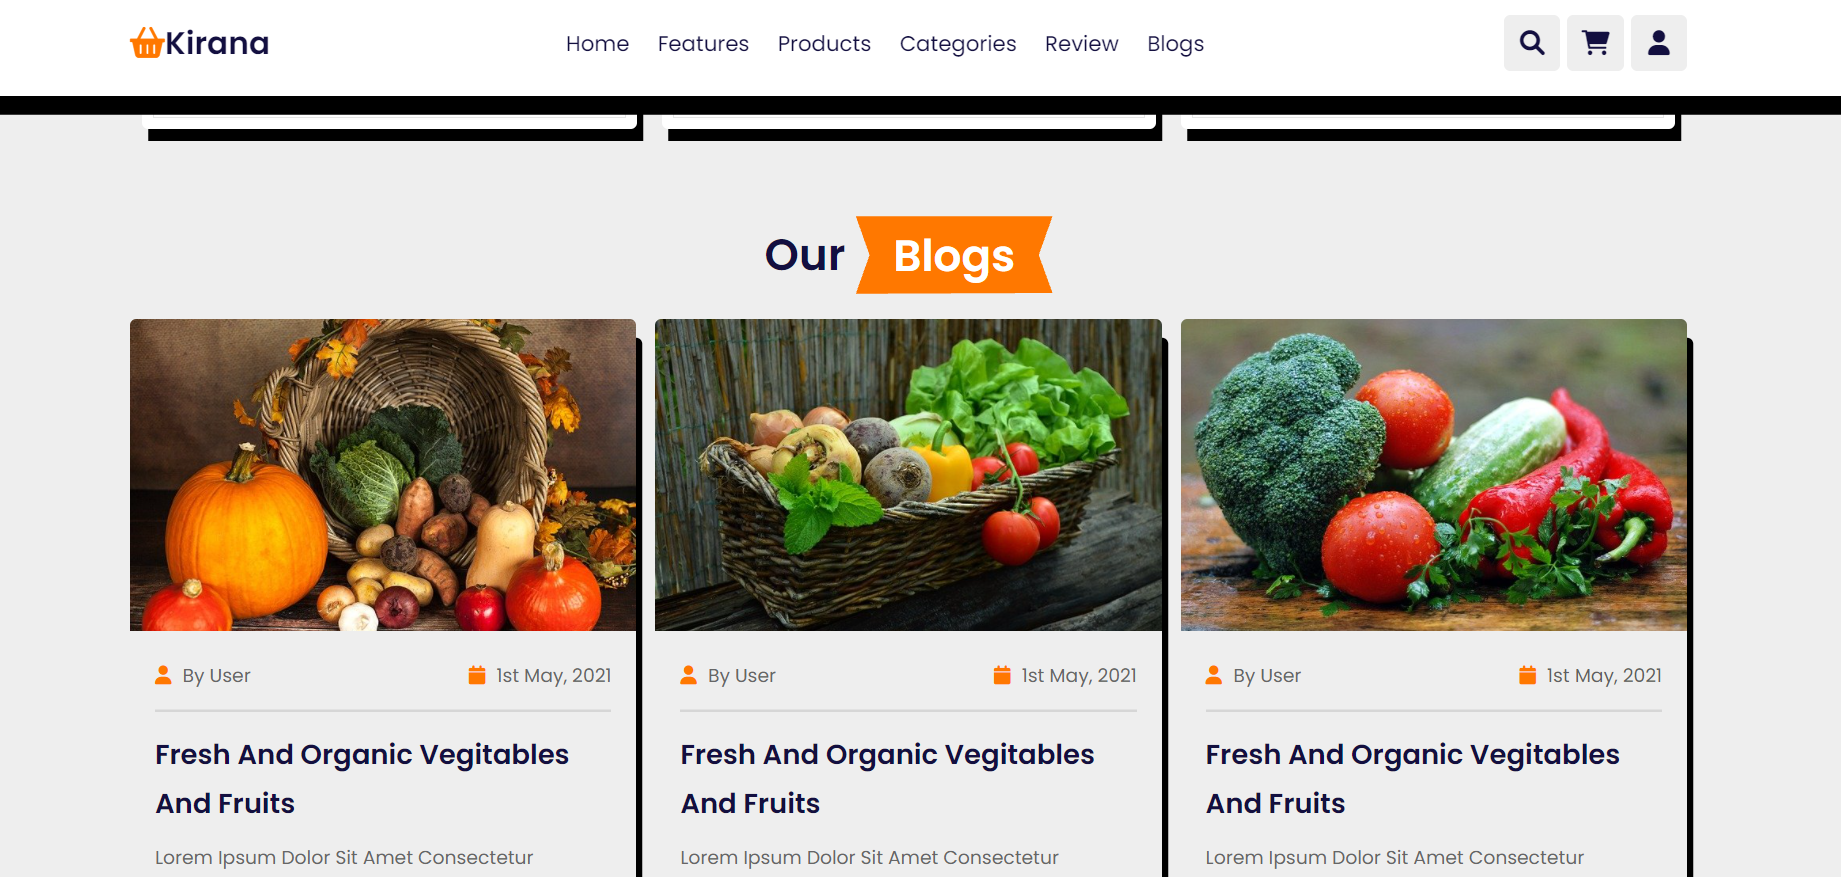 Kirana
Home Features Products Categories Review Blogs
Our Blogs
By User 1st May, 2021
Fresh And Organic Vegitables
And Fruits
Lorem Ipsum Dolor Sit Amet Consectetur
By User 1st May, 2021
Fresh And Organic Vegitables
And Fruits
Lorem Ipsum Dolor Sit Amet Consectetur
By User 1st May, 2021
Fresh And Organic Vegitables
And Fruits
Lorem Ipsum Dolor Sit Amet Consectetur